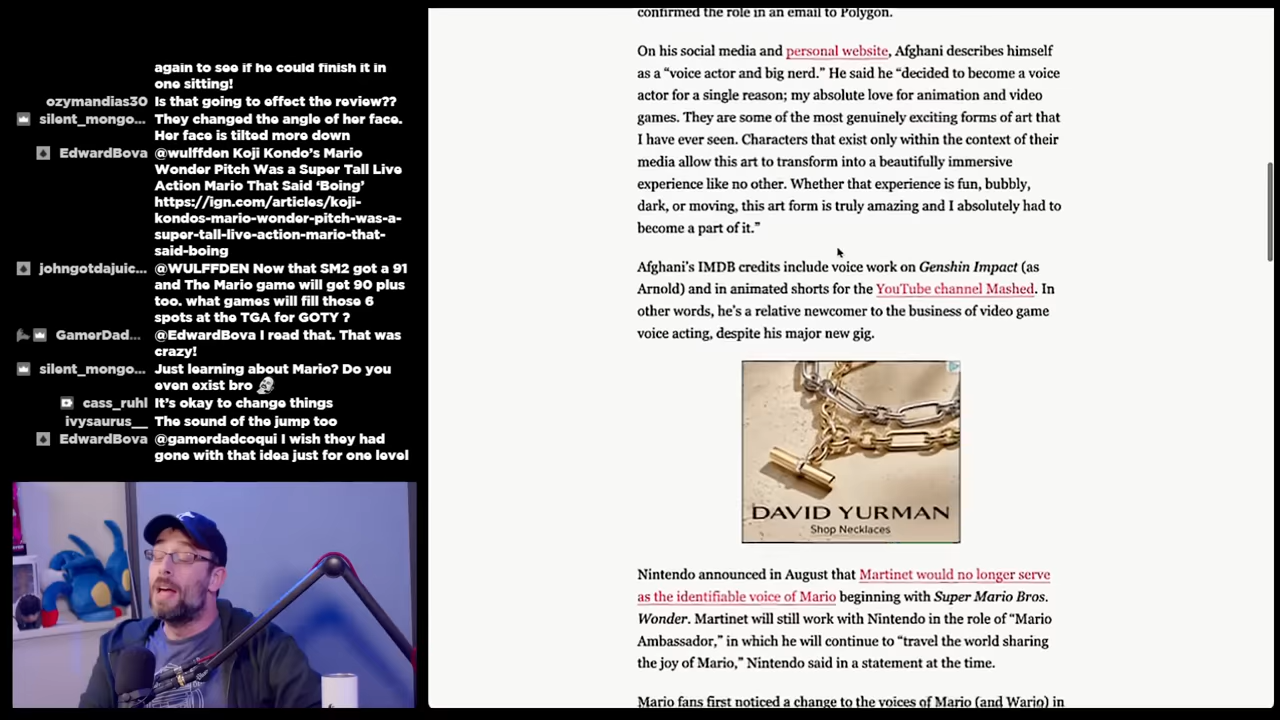 again to see if he could finish it in
one sitting!
ozymandias30 Is that going to effect the review??
silent_mongo... They changed the angle of her face.
Her face is tilted more down
EdwardBova @wulffden Koji Kondo's Mario
Wonder Pitch Was a Super Tall Live
Action Mario That Said 'Boing'
https://ign.com/articles/koji-
kondos-mario-wonder-pitch-was-a-
super-tall-live-action-mario-that-
said-boing
johngotdajuic... @WULFFDEN Now that SM2 got a 91
and The Mario game will get 90 plus
too. what games will fill those 6
spots at the TGA for GOTY ?
GamerDad... @EdwardBova I read that. That was
crazy!
silent_mongo... Just learning about Mario? Do you
even exist bro
cass_ruhl It's okay to change things
ivysaurus__ The sound of the jump too
EdwardBova @gamerdadcoqui I wish they had
gone with that idea just for one level
confirmed the role in an email to Polygon.
On his social media and personal website, Afghani describes himself
as a “voice actor and big nerd.” He said he “decided to become a voice
actor for a single reason; my absolute love for animation and video
games. They are some of the most genuinely exciting forms of art that
I have ever seen. Characters that exist only within the context of their
media allow this art to transform into a beautifully immersive
experience like no other. Whether that experience is fun, bubbly,
dark, or moving, this art form is truly amazing and I absolutely had to
become a part of it.”
Afghani's IMDB credits include voice work on Genshin Impact (as
Arnold) and in animated shorts for the YouTube channel Mashed. In
other words, he's a relative newcomer to the business of video game
voice acting, despite his major new gig.
DAVID YURMAN
Shop Necklaces
Nintendo announced in August that Martinet would no longer serve
as the identifiable voice of Mario beginning with Super Mario Bros.
Wonder. Martinet will still work with Nintendo in the role of “Mario
Ambassador,” in which he will continue to “travel the world sharing
the joy of Mario,” Nintendo said in a statement at the time.
Mario fans first noticed a change to the voices of Mario (and Wario) in